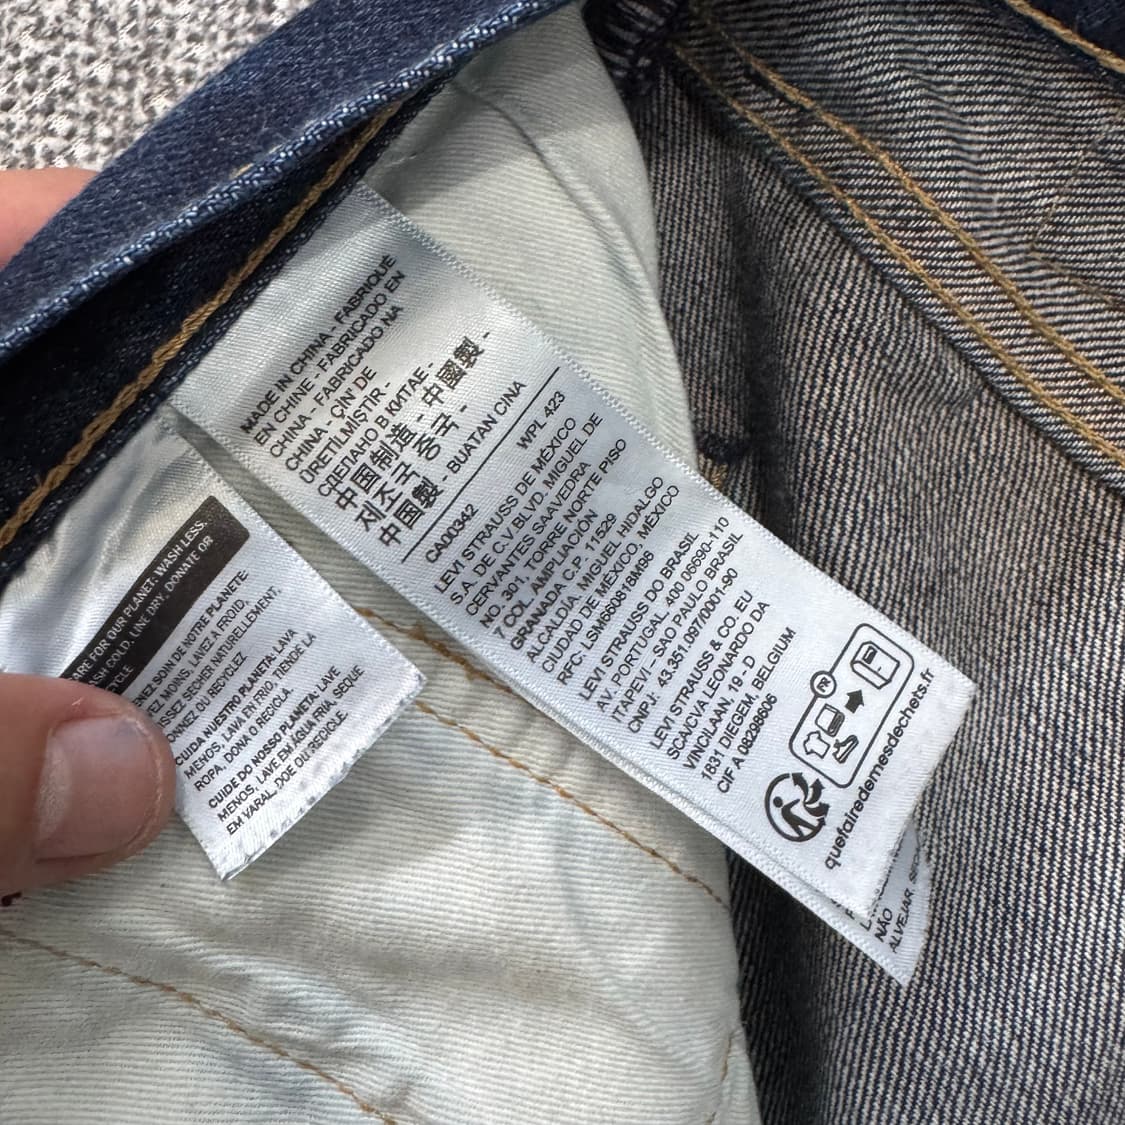 MADE IN CHINA - FABRIQUÉ
EN CHINE - FABRICADO EN
CHINA - FABRICADO NA
CHINA - ÇIN DE
ÜRETILMIŞTIR -
СДЕЛАНО В КИТАЕ -
中国制造 - 中國製 -
제조국 중국 -
中國製 - BUATAN CINA
CA00342 WPL 423
LEVI STRAUSS DE MÉXICO
S.A. DE C.V BLVD. MIGUEL DE
CERVANTES SAAVEDRA
NO. 301, TORRE NORTE PISO
7 COL. AMPLIACIÓN
GRANADA C.P. 11529
ALCALDÍA, MIGUEL HIDALGO
CIUDAD DE MÉXICO, MÉXICO
RFC: LSM660818M98
LEVI STRAUSS DO BRASIL
AV. PORTUGAL, 400 06690-110
ITAPEVI - SAO PAULO BRASIL
CNPJ: 43.351.097/0001-90
LEVI STRAUSS & CO. EU
SCA/CVA LEONARDO DA
VINCILAAN, 19 - D
1831 DIEGEM, BELGIUM
CIF A 08298606
FR
quefairedemesdechets.fr
CARE FOR OUR PLANET: WASH LESS,
WASH COLD, LINE DRY, DONATE OR
RECYCLE
PRENEZ SOIN DE NOTRE PLANÈTE:
LAVEZ MOINS, LAVEZ À FROID,
LAISSEZ SÉCHER NATURELLEMENT,
DONNEZ OU RECYCLEZ
CUIDA NUESTRO PLANETA: LAVA
MENOS, LAVA EN FRÍO, TIENDE LA
ROPA, DONA O RECICLA.
CUIDE DO NOSSO PLANETA: LAVE
MENOS, LAVE EM ÁGUA FRIA, SEQUE
EM VARAL, DOE OU RECICLE.
NÃO
ALVEJAR. SEC